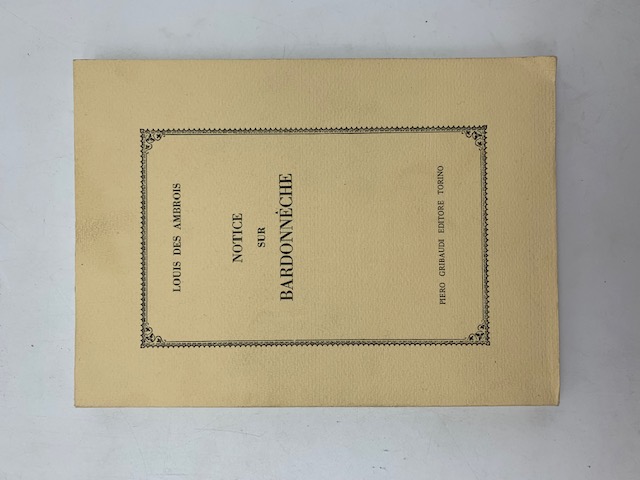 LOUIS DES AMBROIS
NOTICE
SUR
BARDONNÈCHE
PIERO GRIBAUDI EDITORE TORINO